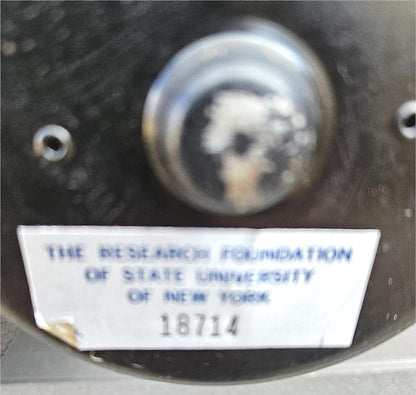 THE RESEARCH FOUNDATION
OF STATE UNIVERSITY
OF NEW YORK
18714